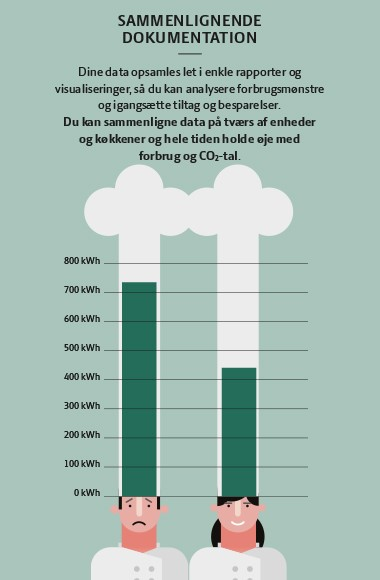 SAMMENLIGNENDE
DOKUMENTATION
Dine data opsamles let i enkle rapporter og
visualiseringer, så du kan analysere forbrugsmønstre
og igangsætte tiltag og besparelser.
Du kan sammenligne data på tværs af enheder
og køkkener og hele tiden holde øje med
forbrug og CO₂-tal.
800 kWh
700 kWh
600 kWh
500 kWh
400 kWh
300 kWh
200 kWh
100 kWh
0 kWh